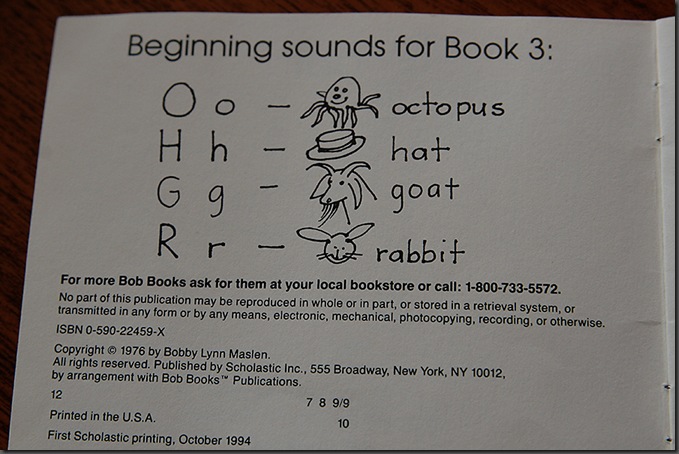 Beginning sounds for Book 3:
O o – octopus
H h – hat
G g – goat
R r – rabbit
For more Bob Books ask for them at your local bookstore or call: 1-800-733-5572.
No part of this publication may be reproduced in whole or in part, or stored in a retrieval system, or
transmitted in any form or by any means, electronic, mechanical, photocopying, recording, or otherwise.
ISBN 0-590-22459-X
Copyright © 1976 by Bobby Lynn Maslen.
All rights reserved. Published by Scholastic Inc., 555 Broadway, New York, NY 10012,
by arrangement with Bob Books™ Publications.
12 7 8 9/9
Printed in the U.S.A. 10
First Scholastic printing, October 1994